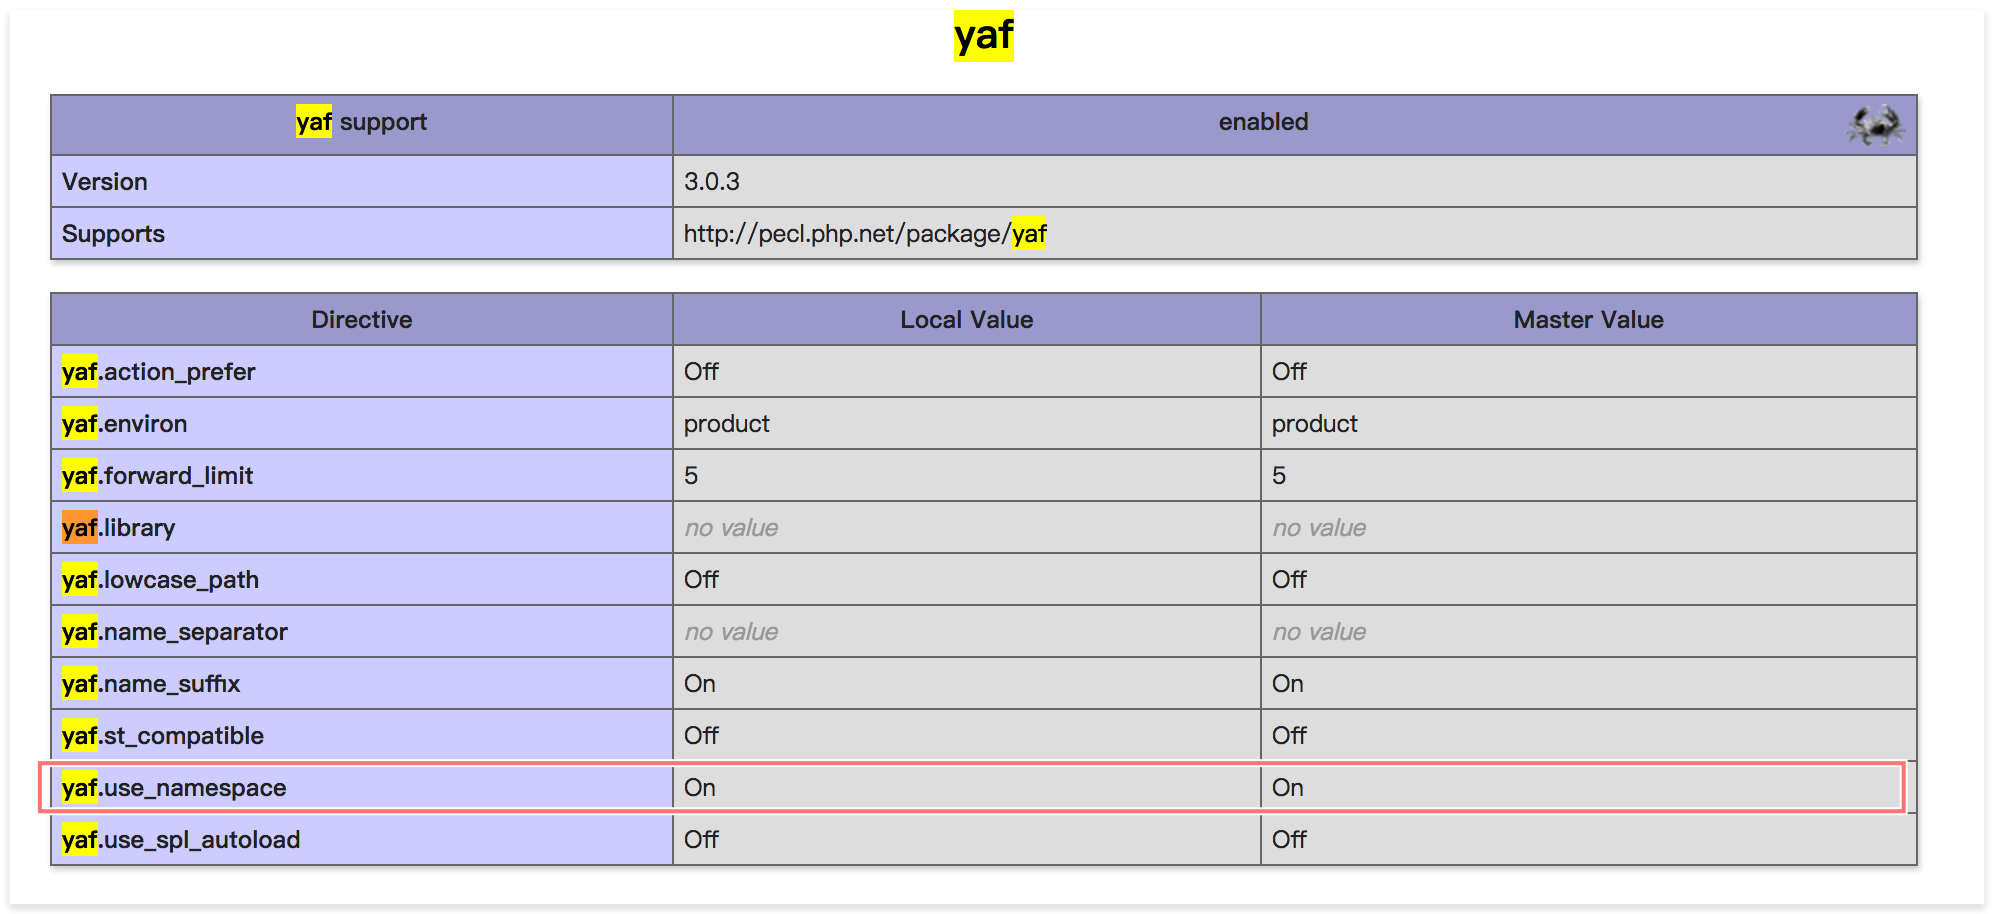 yaf
yaf support enabled
Version 3.0.3
Supports http://pecl.php.net/package/yaf
Directive Local Value Master Value
yaf.action_prefer Off Off
yaf.environ product product
yaf.forward_limit 5 5
yaf.library no value no value
yaf.lowcase_path Off Off
yaf.name_separator no value no value
yaf.name_suffix On On
yaf.st_compatible Off Off
yaf.use_namespace On On
yaf.use_spl_autoload Off Off